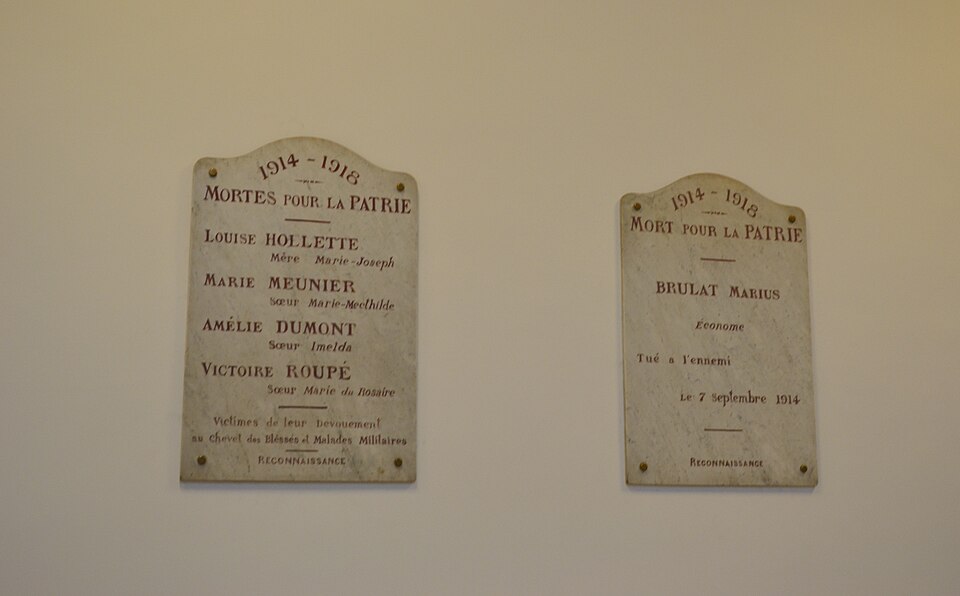 1914 - 1918
MORTES POUR LA PATRIE
LOUISE HOLLETTE
Mère Marie-Joseph
MARIE MEUNIER
Sœur Marie-Mecthilde
AMÉLIE DUMONT
Sœur Imelda
VICTOIRE ROUPÉ
Sœur Marie du Rosaire
Victimes de leur Dévouement
au chevet des Bléssés et Malades Militaires
RECONNAISSANCE
1914 - 1918
MORT POUR LA PATRIE
BRULAT MARIUS
Économe
Tué a l'ennemi
Le 7 Septembre 1914
RECONNAISSANCE